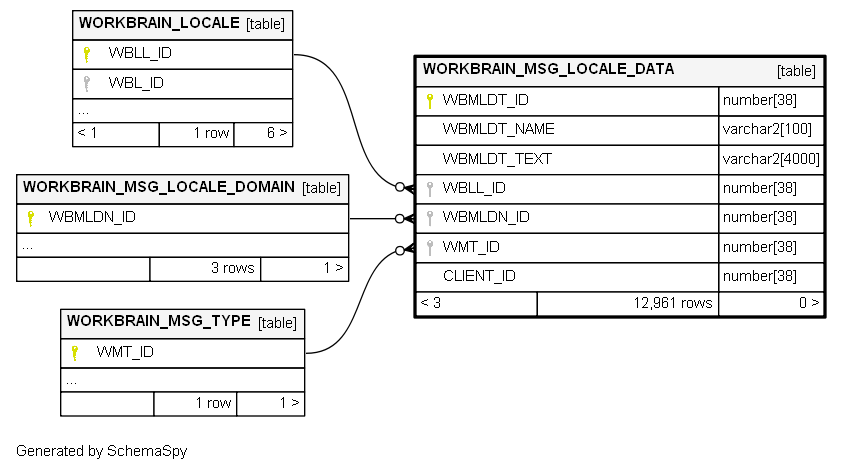 WORKBRAIN_LOCALE [table]
WBLL_ID
WBL_ID
...
< 1 1 row 6 >
WORKBRAIN_MSG_LOCALE_DOMAIN [table]
WBMLDN_ID
...
3 rows 1 >
WORKBRAIN_MSG_TYPE [table]
WMT_ID
...
1 row 1 >
WORKBRAIN_MSG_LOCALE_DATA [table]
WBMLDT_ID number[38]
WBMLDT_NAME varchar2[100]
WBMLDT_TEXT varchar2[4000]
WBLL_ID number[38]
WBMLDN_ID number[38]
WMT_ID number[38]
CLIENT_ID number[38]
< 3 12,961 rows 0 >
Generated by SchemaSpy